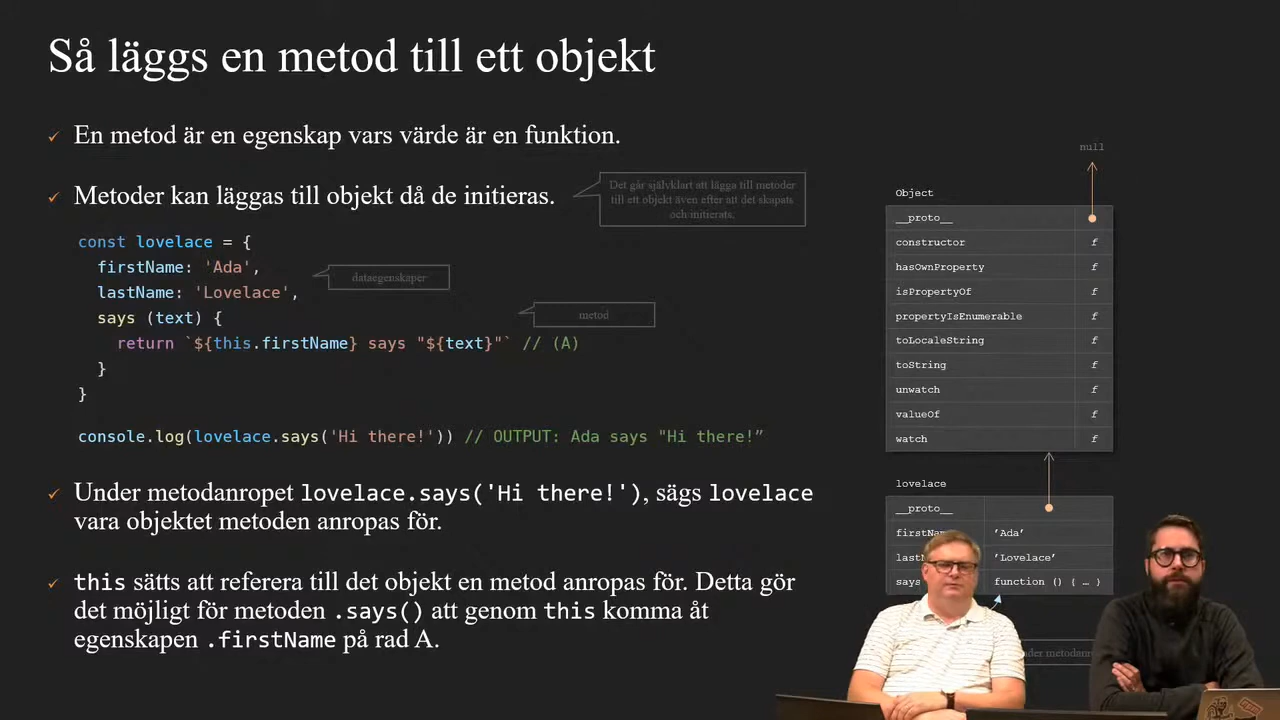 Så läggs en metod till ett objekt
✓ En metod är en egenskap vars värde är en funktion.
✓ Metoder kan läggas till objekt då de initieras.
Det går självklart att lägga till metoder
till ett objekt även efter att det skapats
och initierats.
const lovelace = {
firstName: 'Ada',
lastName: 'Lovelace',
says (text) {
return `${this.firstName} says "${text}"` // (A)
}
}
dataegenskaper
metod
console.log(lovelace.says('Hi there!')) // OUTPUT: Ada says "Hi there!”
✓ Under metodanropet lovelace.says('Hi there!'), sägs lovelace
vara objektet metoden anropas för.
✓ this sätts att referera till det objekt en metod anropas för. Detta gör
det möjligt för metoden .says() att genom this komma åt
egenskapen .firstName på rad A.
null
Object
__proto__
constructor f
hasOwnProperty f
isPropertyOf f
propertyIsEnumerable f
toLocaleString f
toString f
unwatch f
valueOf f
watch f
lovelace
__proto__
firstNam ’Ada’
last ’Lovelace’
says function () { … }
nder metodanr